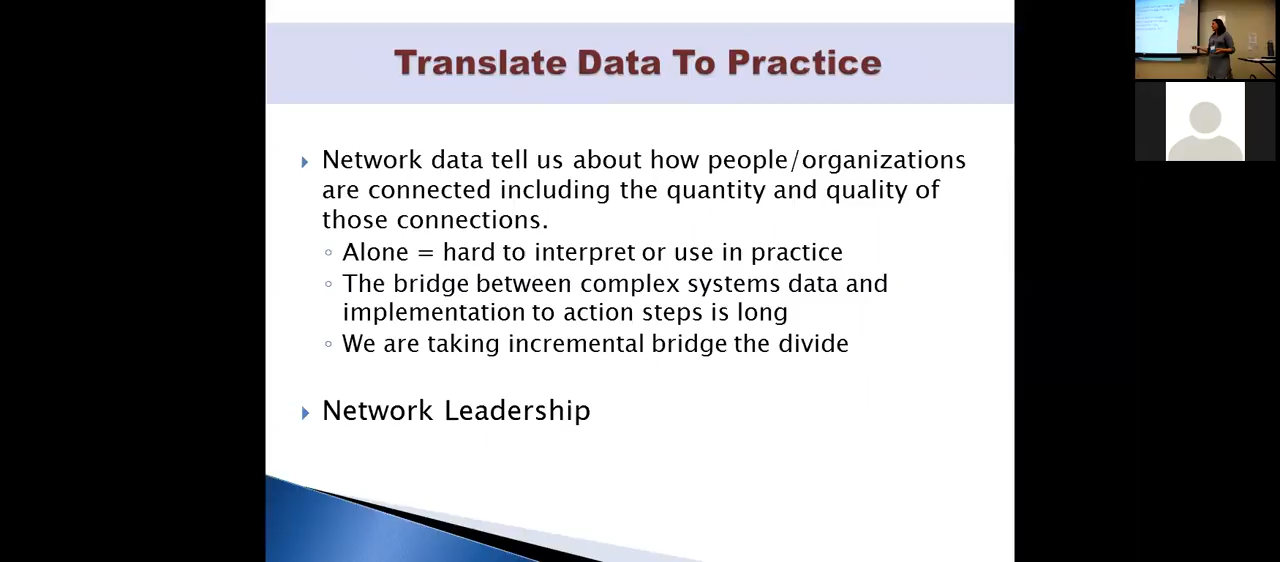 Translate Data To Practice
Network data tell us about how people/organizations
are connected including the quantity and quality of
those connections.
Alone = hard to interpret or use in practice
The bridge between complex systems data and
implementation to action steps is long
We are taking incremental bridge the divide
Network Leadership